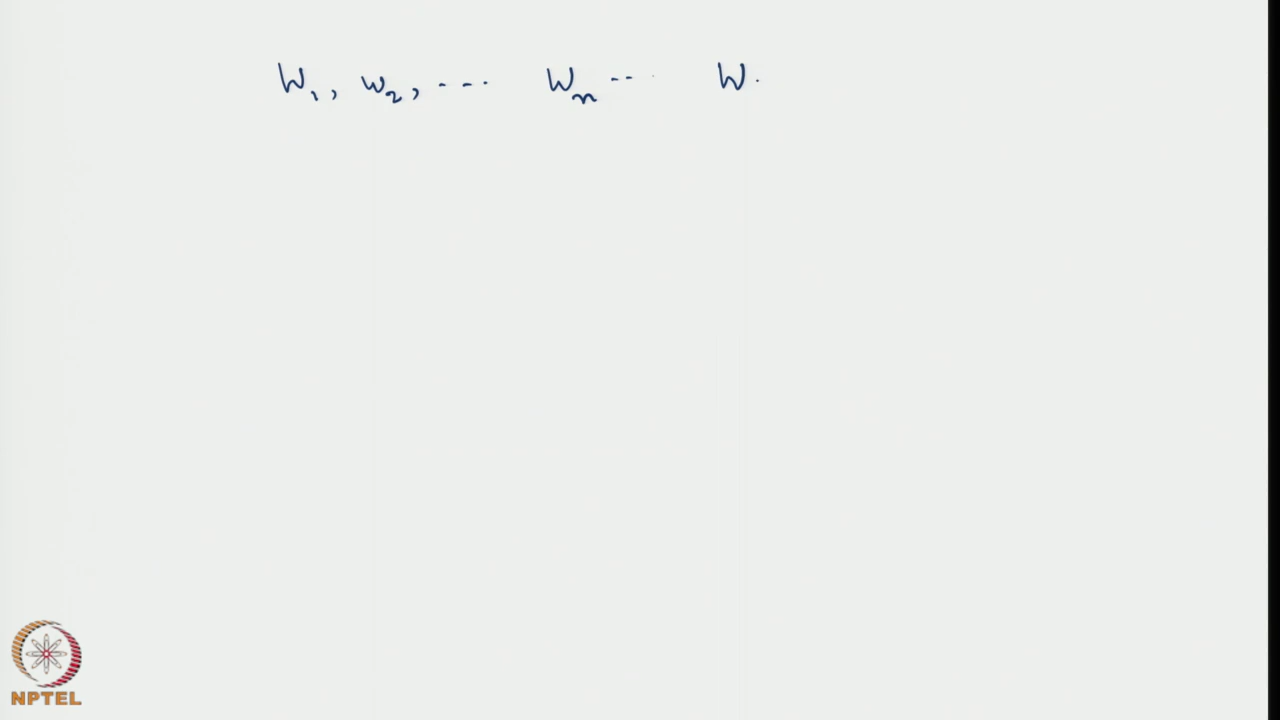 W₁, W₂, --- Wₙ -- W.
NPTEL